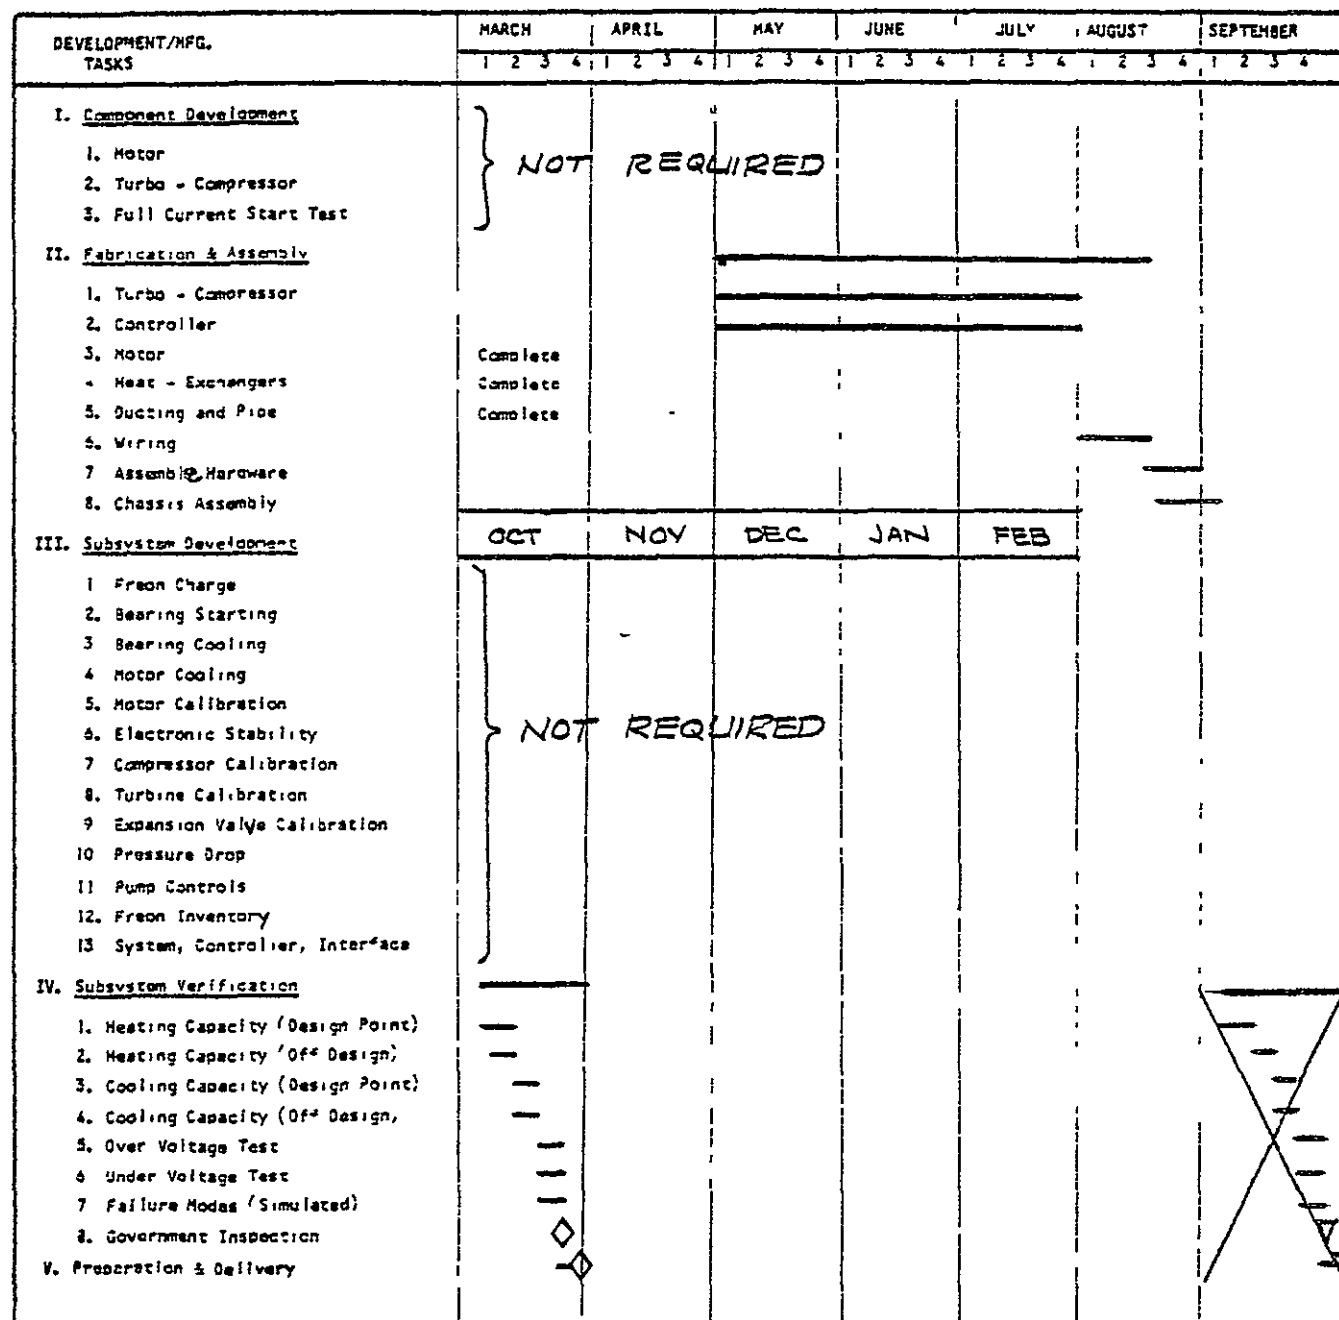 DEVELOPMENT/MFG.
TASKS
MARCH APRIL MAY JUNE JULY AUGUST SEPTEMBER
1 2 3 4 1 2 3 4 1 2 3 4 1 2 3 4 1 2 3 4 1 2 3 4 1 2 3 4
I. Component Development
1. Motor
NOT REQUIRED
2. Turbo - Compressor
3. Full Current Start Test
II. Fabrication & Assembly
1. Turbo - Compressor
2. Controller
3. Motor Complete
Heat - Exchangers Complete
5. Ducting and Pipe Complete
6. Wiring
7 Assemble Hardware
8. Chassis Assembly
OCT NOV DEC JAN FEB
III. Subsystem Development
1 Freon Charge
2. Bearing Starting
3 Bearing Cooling
4 Motor Cooling
5. Motor Calibration
6. Electronic Stability
NOT REQUIRED
7 Compressor Calibration
8. Turbine Calibration
9 Expansion Valve Calibration
10 Pressure Drop
11 Pump Controls
12. Freon Inventory
13 System, Controller, Interface
IV. Subsystem Verification
1. Heating Capacity (Design Point)
2. Heating Capacity (Off Design)
3. Cooling Capacity (Design Point)
4. Cooling Capacity (Off Design,
5. Over Voltage Test
6 Under Voltage Test
7 Failure Modes (Simulated)
8. Government Inspection
V. Preparation & Delivery